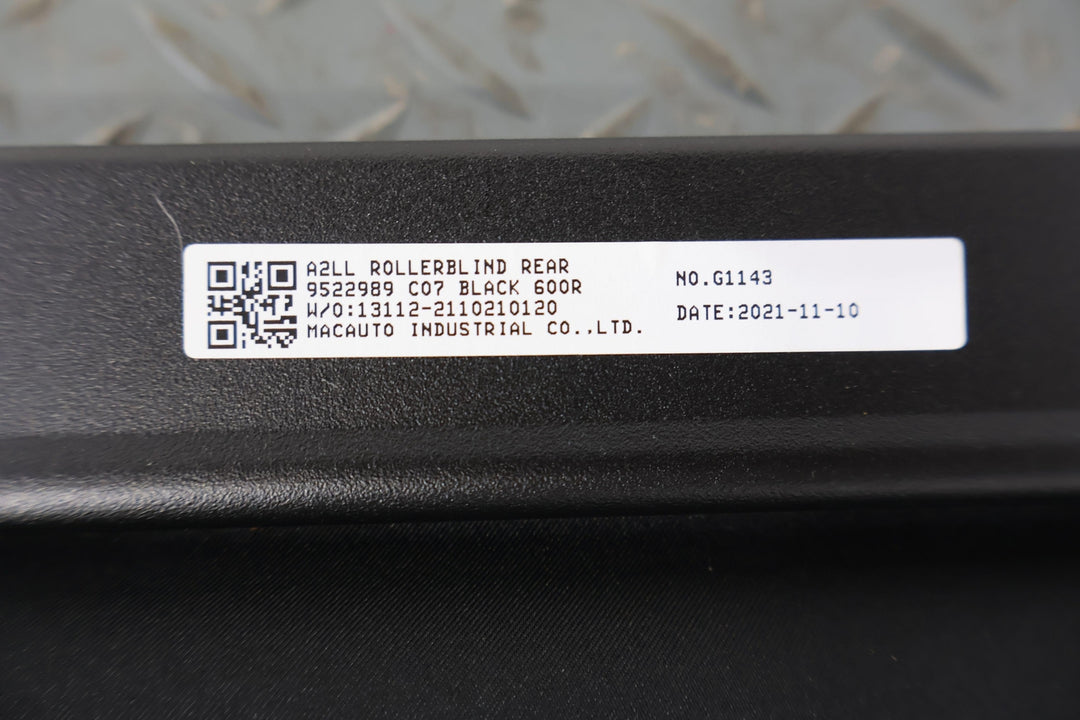 A2LL ROLLERBLIND REAR
9522989 C07 BLACK 600R
W/O:13112-2110210120
MACAUTO INDUSTRIAL CO.,LTD.
NO.G1143
DATE:2021-11-10